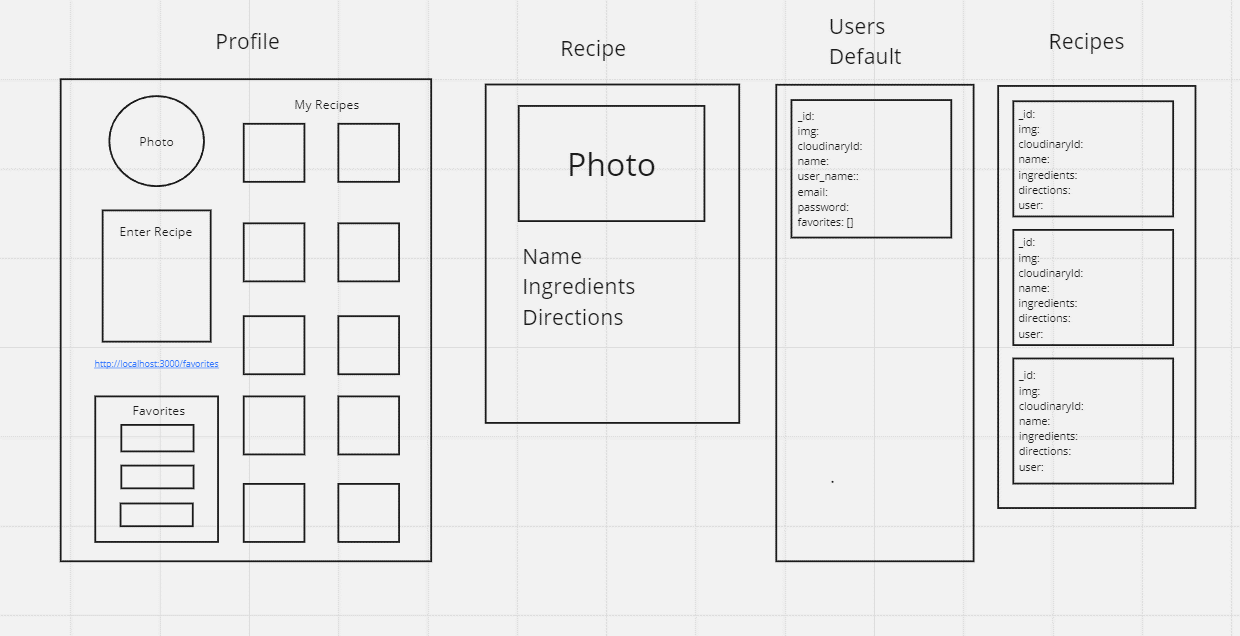 Profile
Photo
My Recipes
Enter Recipe
http://localhost:3000/favorites
Favorites
Recipe
Photo
Name
Ingredients
Directions
Users
Default
_id:
img:
cloudinaryId:
name:
user_name::
email:
password:
favorites: []
Recipes
_id:
img:
cloudinaryId:
name:
ingredients:
directions:
user:
_id:
img:
cloudinaryId:
name:
ingredients:
directions:
user:
_id:
img:
cloudinaryId:
name:
ingredients:
directions:
user: